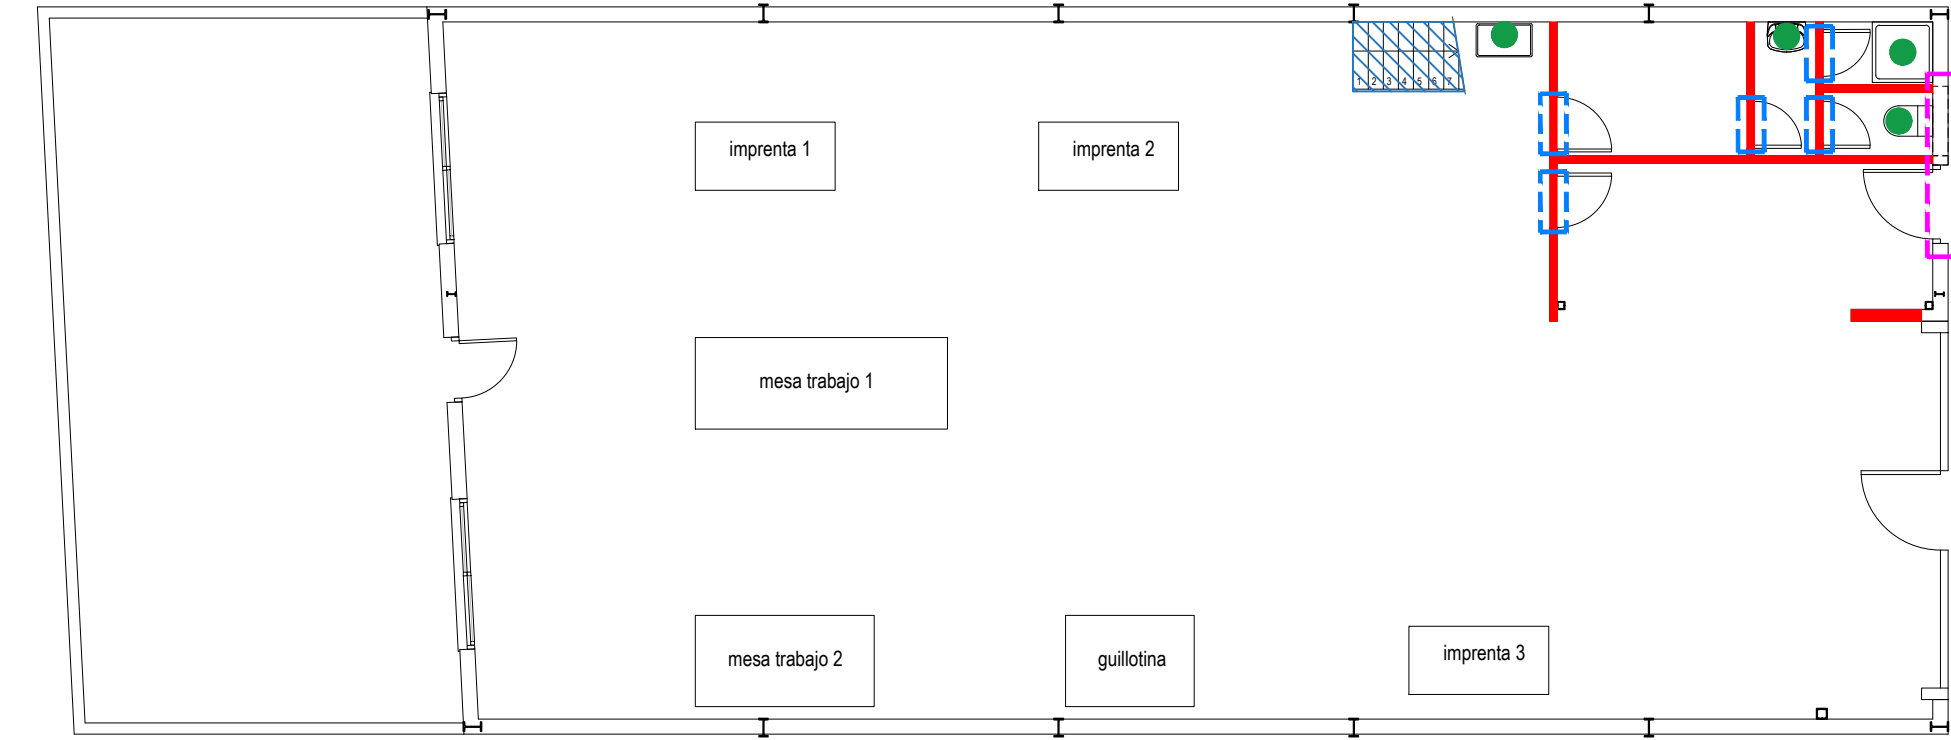 1 2 3 4 5 6 7
imprenta 1
imprenta 2
mesa trabajo 1
mesa trabajo 2
guillotina
imprenta 3